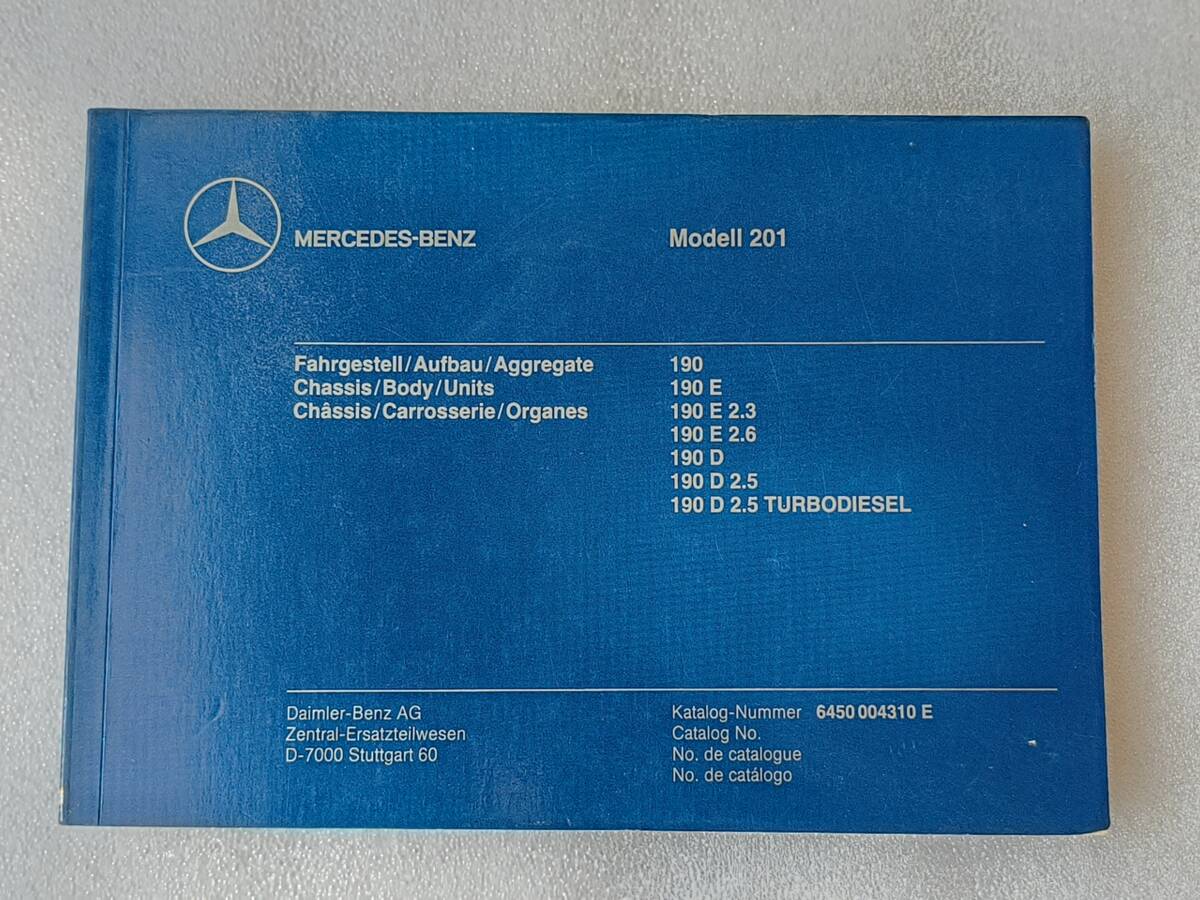 MERCEDES-BENZ
Modell 201
Fahrgestell/Aufbau/Aggregate
Chassis/Body/Units
Châssis/Carrosserie/Organes
190
190 E
190 E 2.3
190 E 2.6
190 D
190 D 2.5
190 D 2.5 TURBODIESEL
Daimler-Benz AG
Zentral-Ersatzteilwesen
D-7000 Stuttgart 60
Katalog-Nummer 6450 004310 E
Catalog No.
No. de catalogue
No. de catálogo